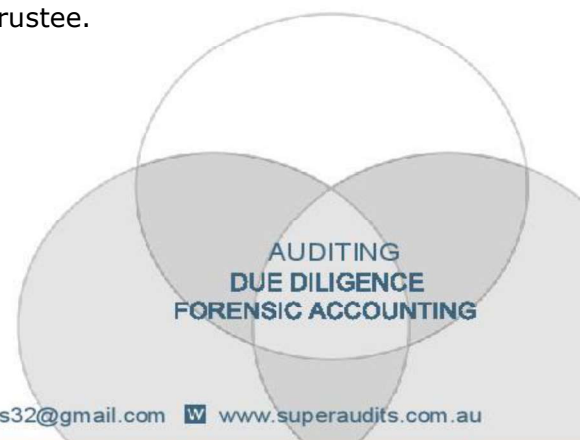 rustee.
AUDITING
DUE DILIGENCE
FORENSIC ACCOUNTING
s32@gmail.com W www.superaudits.com.au